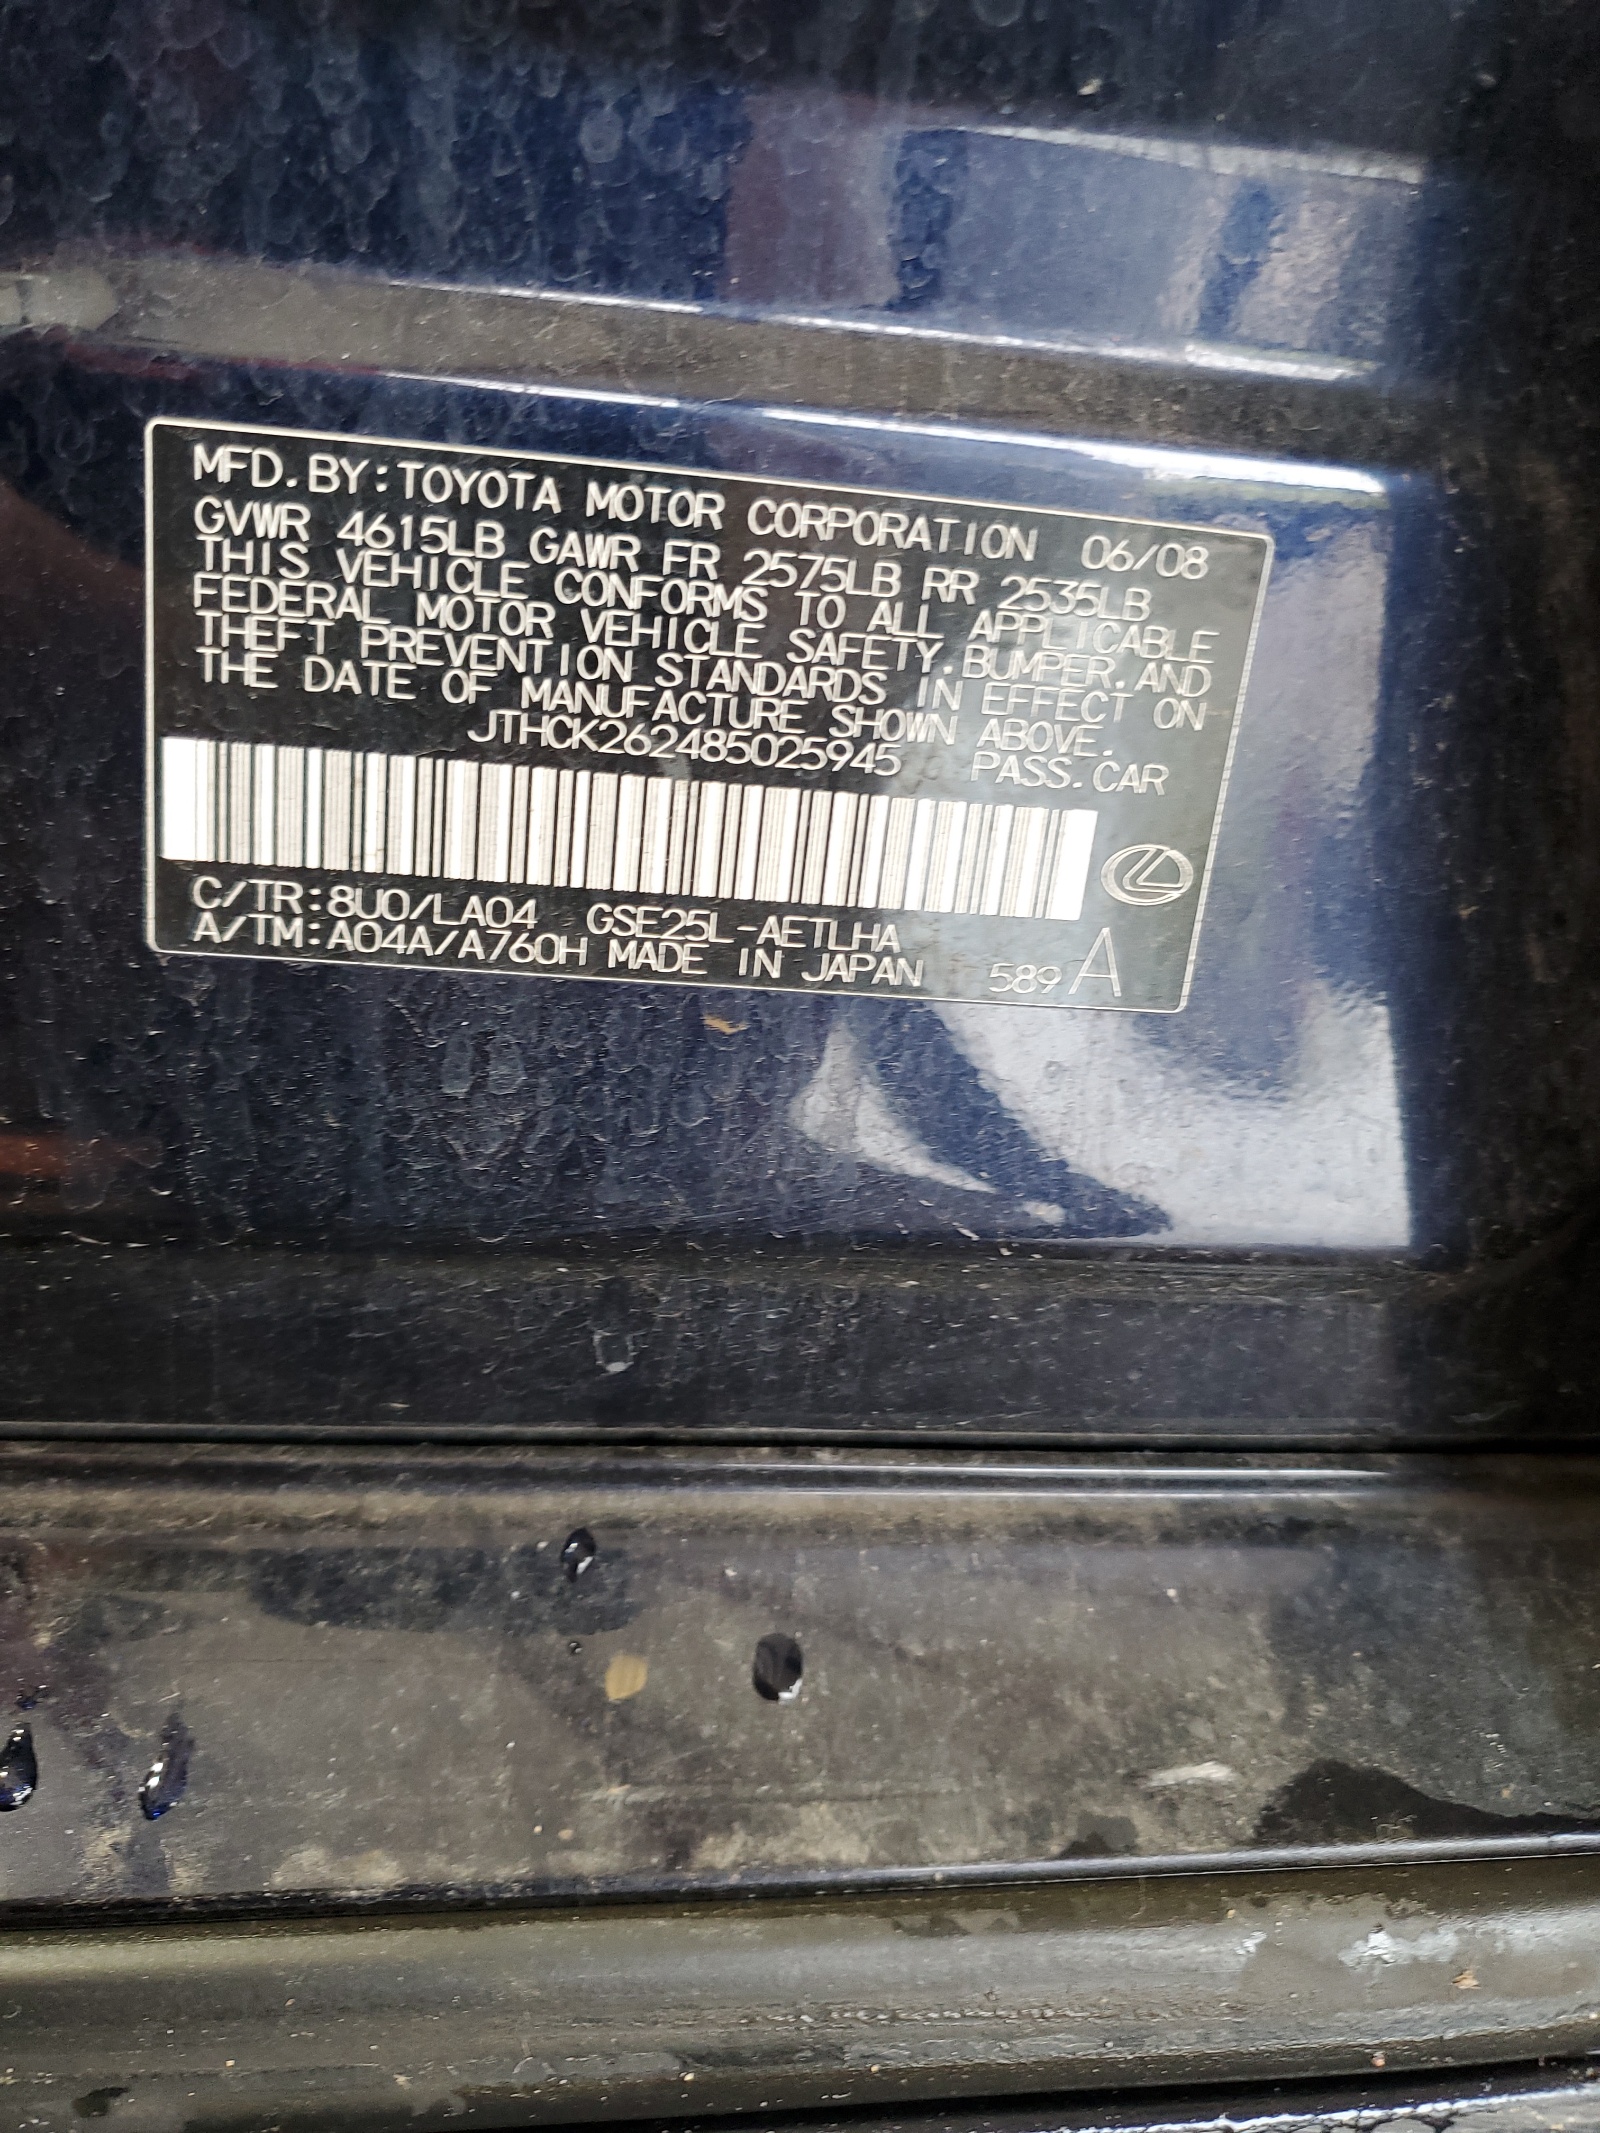 MFD.BY:TOYOTA MOTOR CORPORATION 06/08
GVWR 4615LB GAWR FR 2575LB RR 2535LB
THIS VEHICLE CONFORMS TO ALL APPLICABLE
FEDERAL MOTOR VEHICLE SAFETY,BUMPER,AND
THEFT PREVENTION STANDARDS IN EFFECT ON
THE DATE OF MANUFACTURE SHOWN ABOVE.
JTHCK262485025945 PASS.CAR
C/TR:8U0/LA04 GSE25L-AETLHA
A/TM:A04A/A760H MADE IN JAPAN 589 A